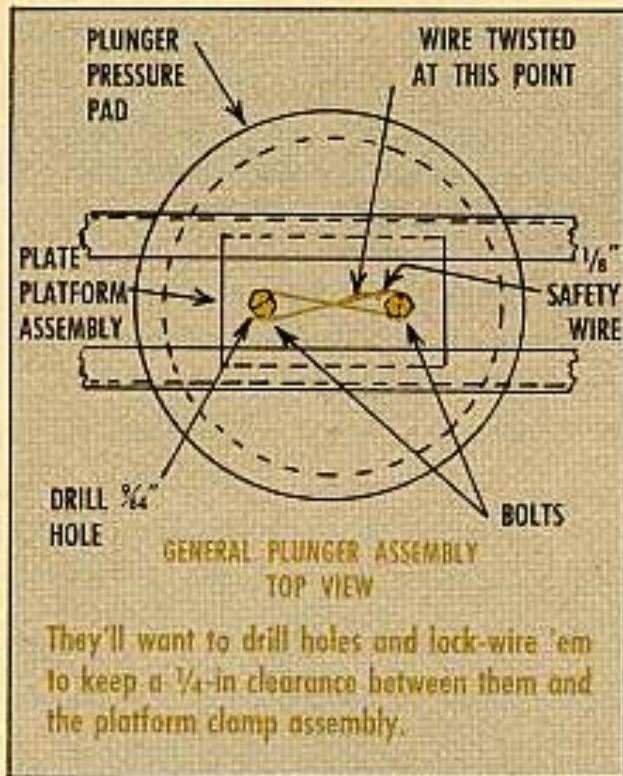 PLUNGER
PRESSURE
PAD
WIRE TWISTED
AT THIS POINT
PLATE
PLATFORM
ASSEMBLY
1/8"
SAFETY
WIRE
DRILL 9/64"
HOLE
BOLTS
GENERAL PLUNGER ASSEMBLY
TOP VIEW
They'll want to drill holes and lock-wire 'em
to keep a 1/4-in clearance between them and
the platform clamp assembly.